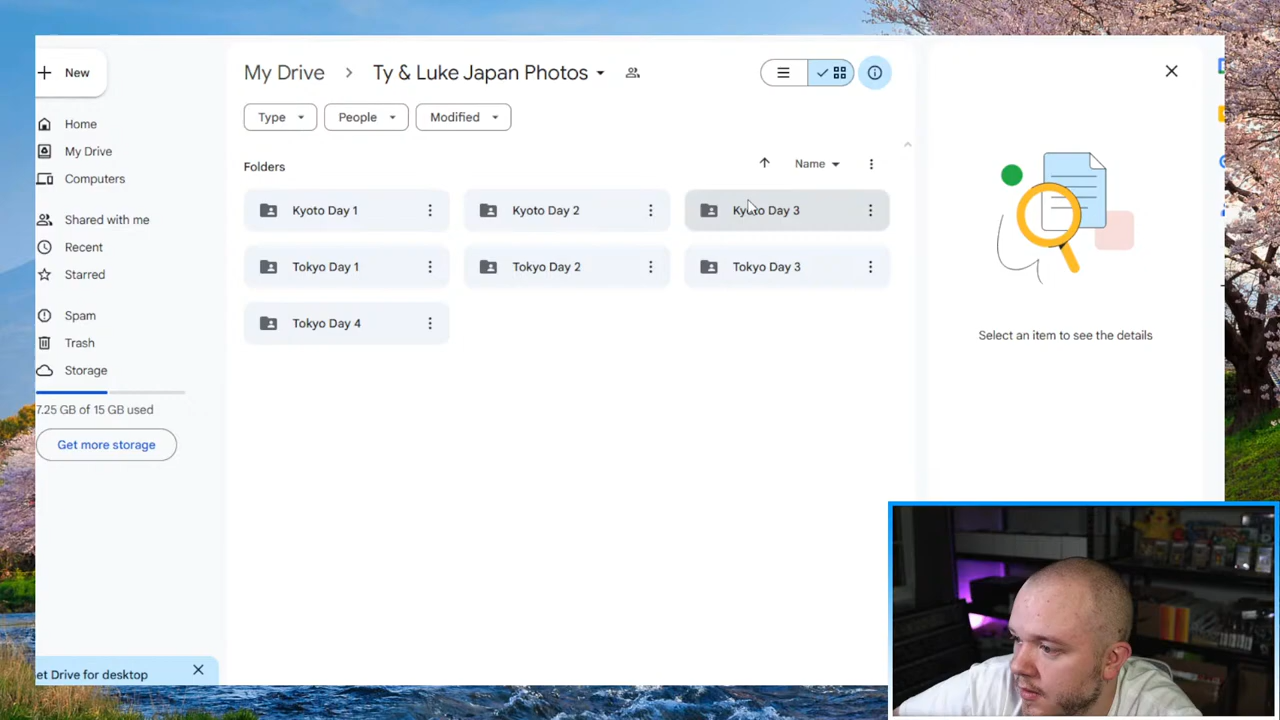 New
My Drive > Ty & Luke Japan Photos
Type
People
Modified
Home
My Drive
Computers
Folders
Name
Shared with me
Kyoto Day 1
Kyoto Day 2
Kyoto Day 3
Recent
Starred
Tokyo Day 1
Tokyo Day 2
Tokyo Day 3
Spam
Tokyo Day 4
Select an item to see the details
Trash
Storage
7.25 GB of 15 GB used
Get more storage
et Drive for desktop